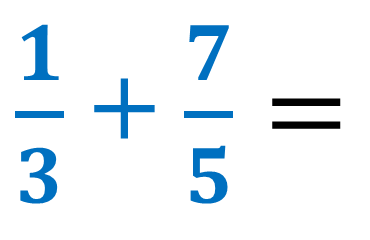 1/3 + 7/5 =